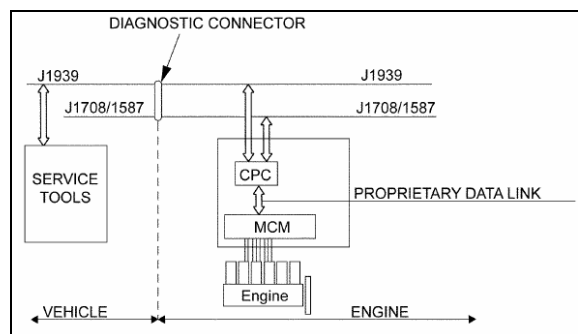 DIAGNOSTIC CONNECTOR
J1939
J1939
J1708/1587
J1708/1587
SERVICE
TOOLS
CPC
PROPRIETARY DATA LINK
MCM
Engine
VEHICLE
ENGINE